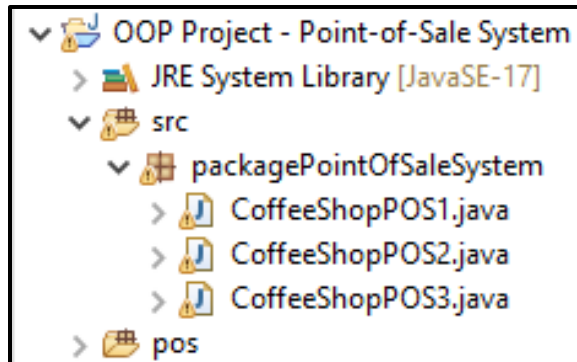 OOP Project - Point-of-Sale System
JRE System Library [JavaSE-17]
src
packagePointOfSaleSystem
CoffeeShopPOS1.java
CoffeeShopPOS2.java
CoffeeShopPOS3.java
pos